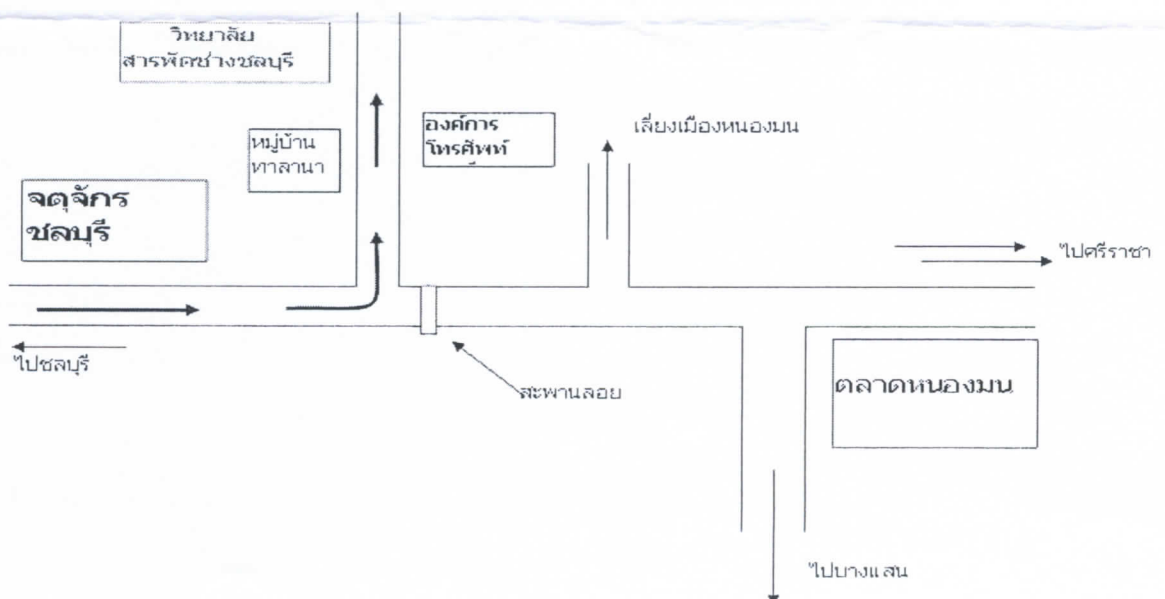 วิทยาลัย
สารพัดช่างชลบุรี
องค์การ
โทรศัพท์
เลี่ยงเมืองหนองมน
หมู่บ้าน
ทาลานา
จตุจักร
ชลบุรี
ไปศรีราชา
ไปชลบุรี
สะพานลอย
ตลาดหนองมน
ไปบางแสน